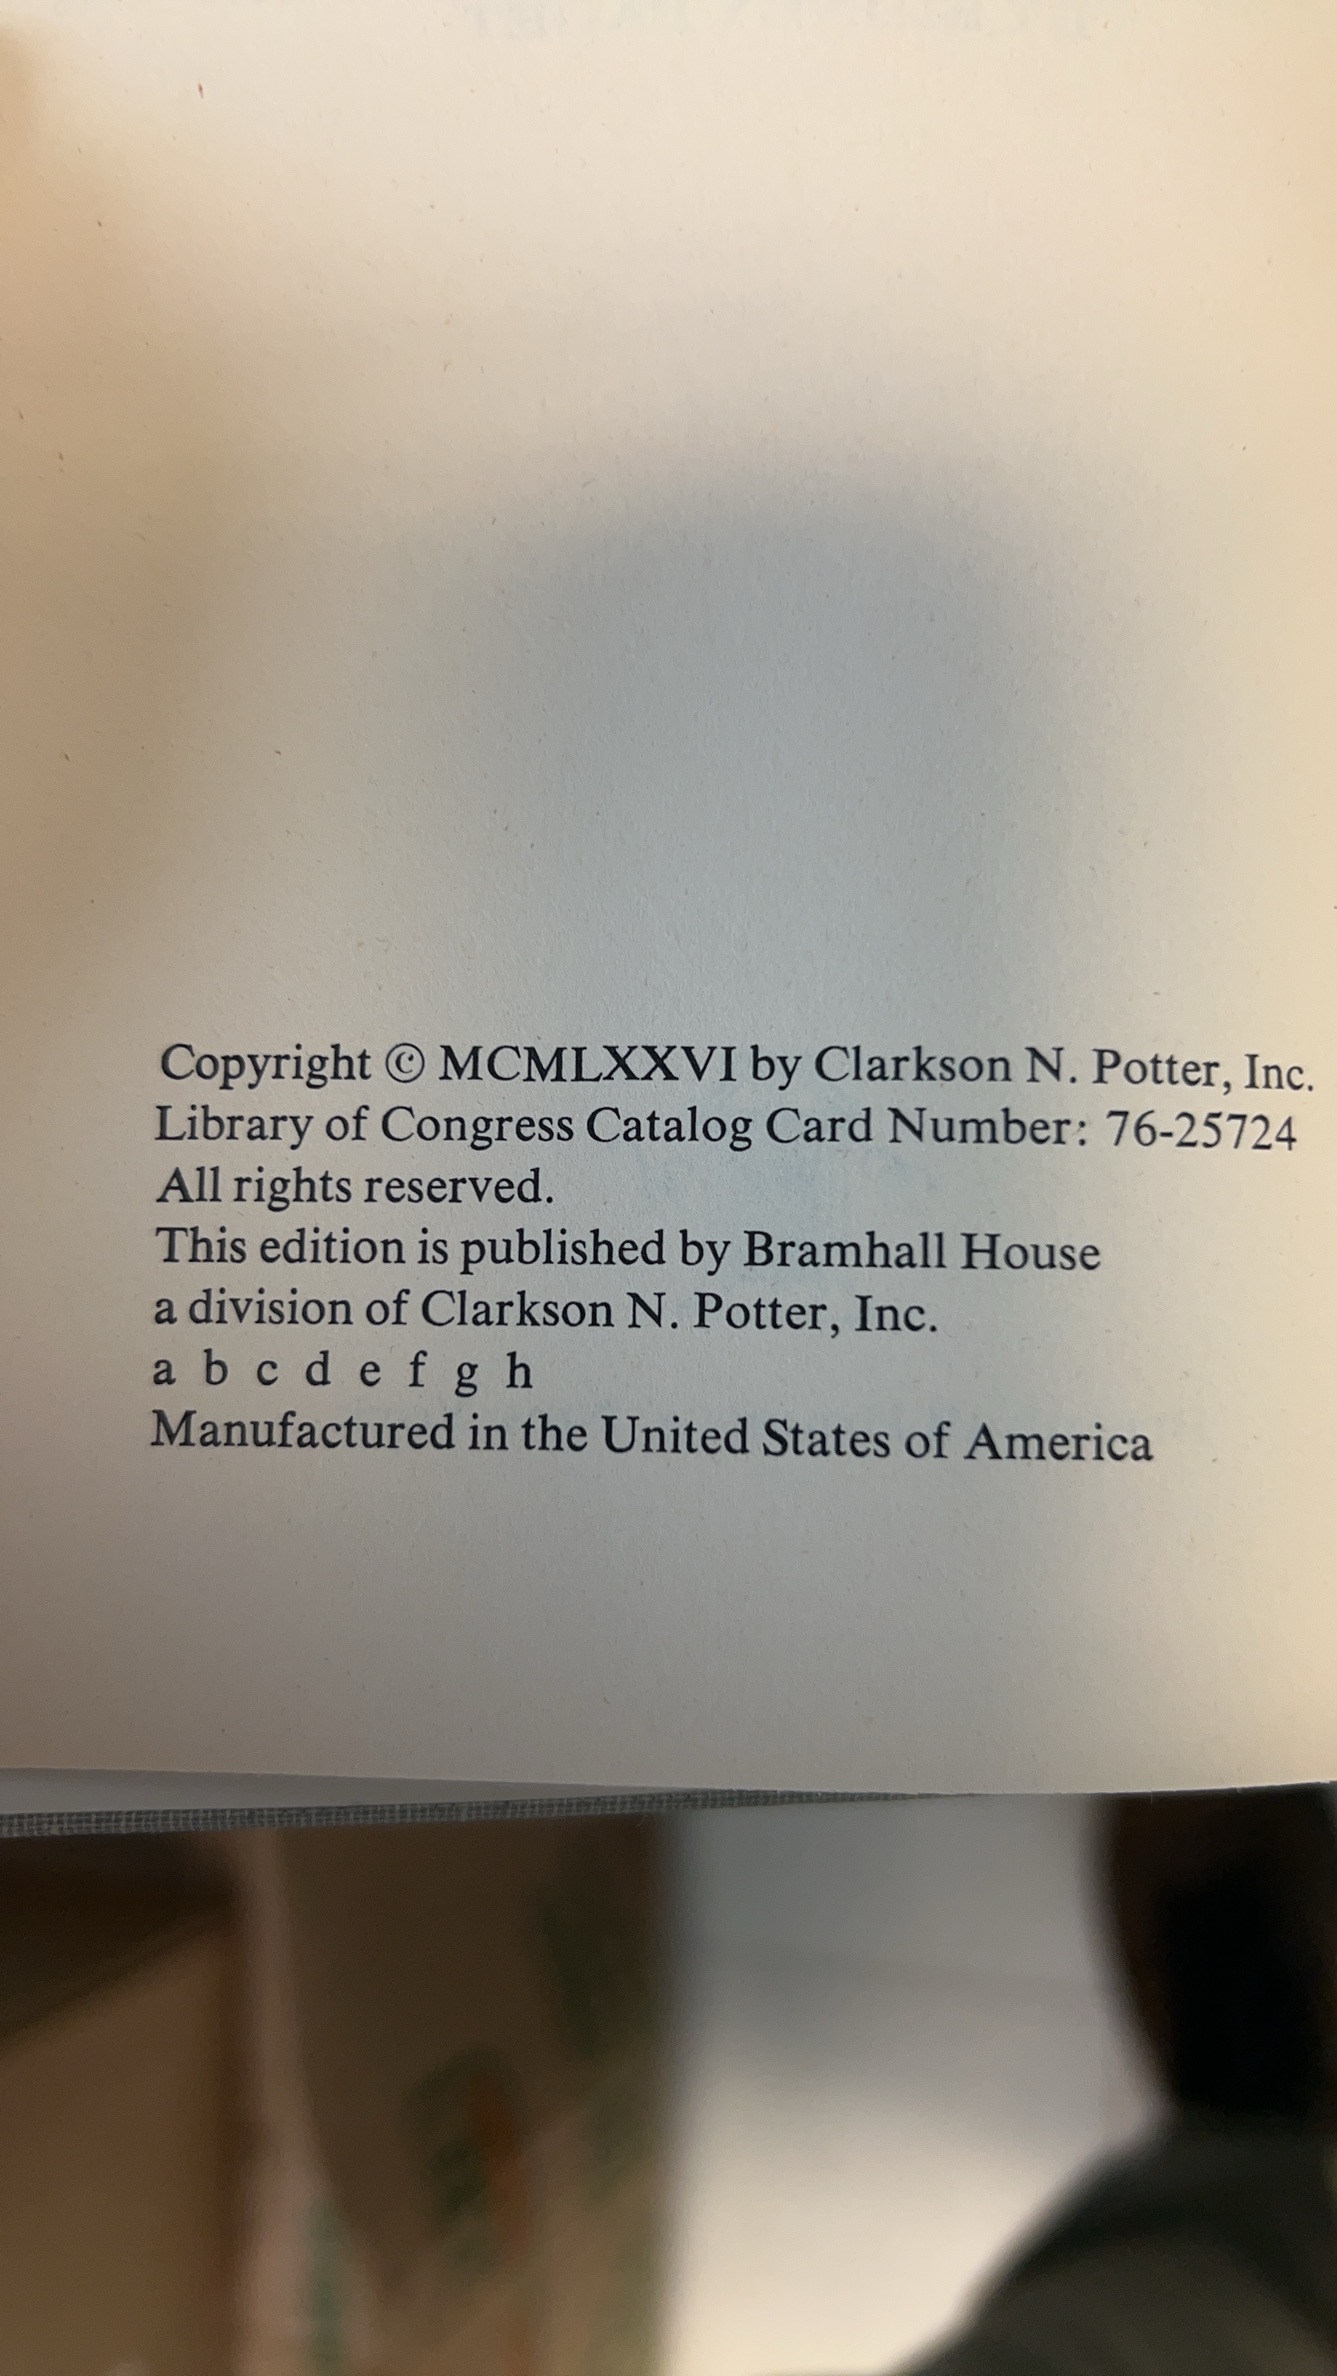 Copyright © MCMLXXVI by Clarkson N. Potter, Inc.
Library of Congress Catalog Card Number: 76-25724
All rights reserved.
This edition is published by Bramhall House
a division of Clarkson N. Potter, Inc.
a b c d e f g h
Manufactured in the United States of America